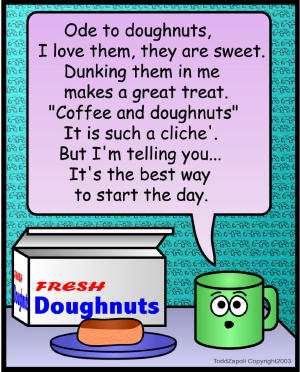 Ode to doughnuts,
I love them, they are sweet.
Dunking them in me
makes a great treat.
"Coffee and doughnuts"
It is such a cliche'.
But I'm telling you...
It's the best way
to start the day.
FRESH
Doughnuts
ToddZapoli Copyright2003